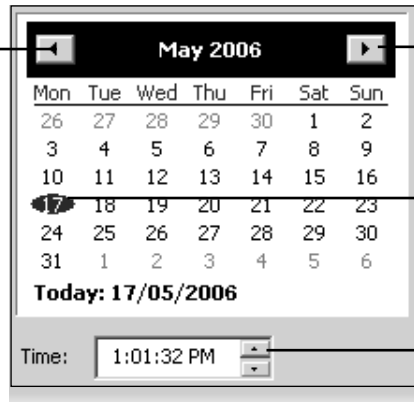 May 2006
Mon Tue Wed Thu Fri Sat Sun
26 27 28 29 30 1 2
3 4 5 6 7 8 9
10 11 12 13 14 15 16
17 18 19 20 21 22 23
24 25 26 27 28 29 30
31 1 2 3 4 5 6
Today: 17/05/2006
Time: 1:01:32 PM